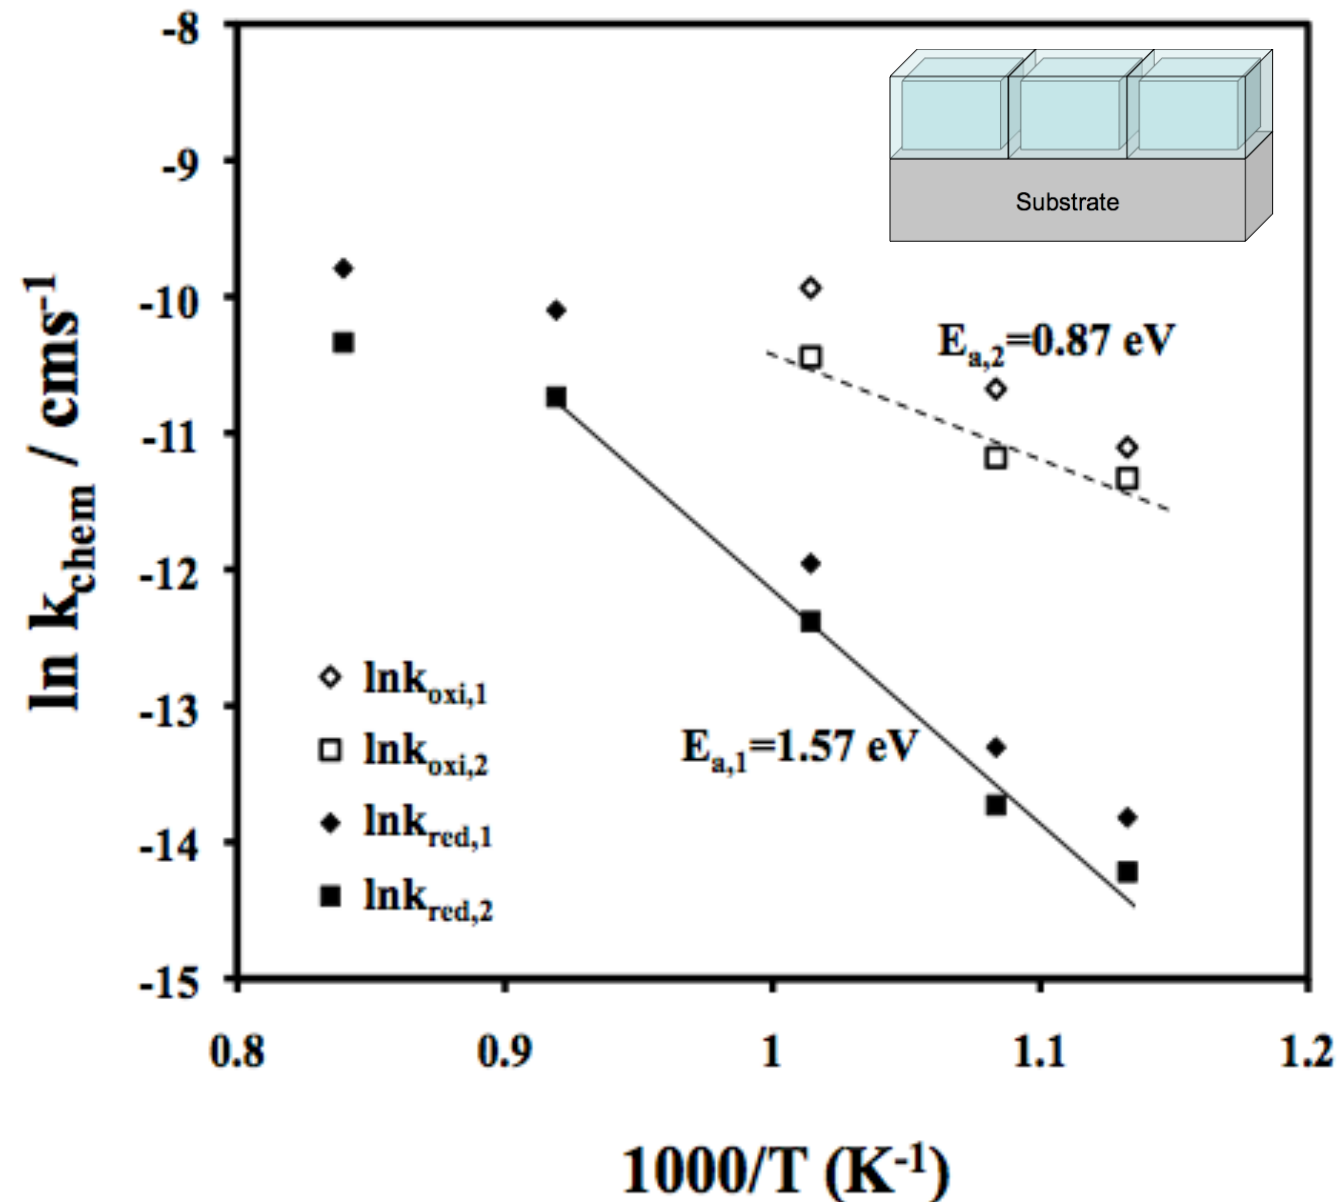 -8
-9
-10
-11
-12
-13
-14
-15
ln k_chem / cms^-1
Substrate
E_a,2=0.87 eV
E_a,1=1.57 eV
lnk_oxi,1
lnk_oxi,2
lnk_red,1
lnk_red,2
0.8 0.9 1 1.1 1.2
1000/T (K^-1)